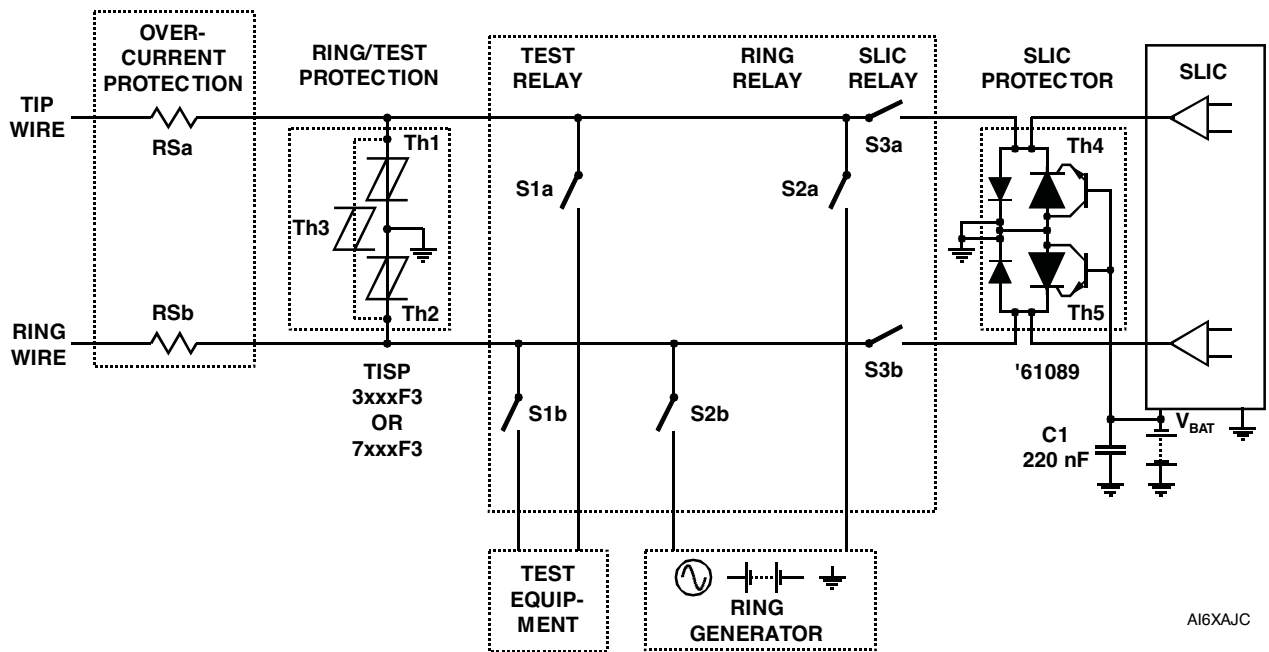 OVER-
CURRENT
PROTECTION
RING/TEST
PROTECTION
TEST
RELAY
RING
RELAY
SLIC
RELAY
SLIC
PROTECTOR
SLIC
TIP
WIRE
RSa
Th1
Th3
Th2
S1a
S2a
S3a
Th4
Th5
RING
WIRE
RSb
TISP
3xxxF3
OR
7xxxF3
S1b
S2b
S3b
'61089
C1
220 nF
VBAT
TEST
EQUIP-
MENT
RING
GENERATOR
AI6XAJC